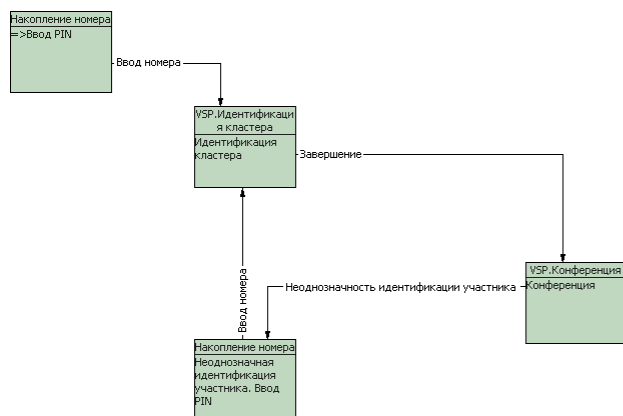 Накопление номера
=>Ввод PIN
Ввод номера
VSP.Идентификаци
я кластера
Идентификация
кластера
Завершение
VSP.Конференция
Конференция
Неоднозначность идентификации участника
Ввод номера
Накопление номера
Неоднозначная
идентификация
участника. Ввод
PIN